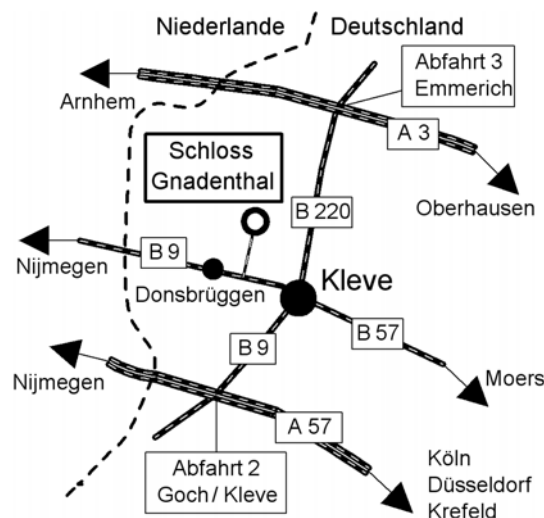 Niederlande
Deutschland
Abfahrt 3
Emmerich
Arnhem
A 3
Schloss
Gnadenthal
B 220
Oberhausen
B 9
Nijmegen
Donsbrüggen
Kleve
B 9
B 57
Nijmegen
Moers
A 57
Abfahrt 2
Goch / Kleve
Köln
Düsseldorf
Krefeld